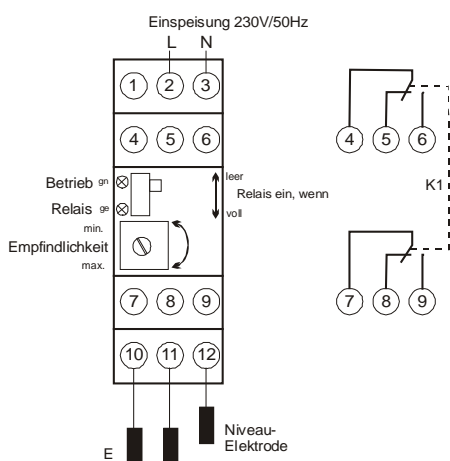 Einspeisung 230V/50Hz
L N
1 2 3
4 5 6
4 5 6
Betrieb gn
leer
Relais ein, wenn
K1
Relais ge
voll
min.
Empfindlichkeit
max.
7 8 9
7 8 9
10 11 12
Niveau-
Elektrode
E